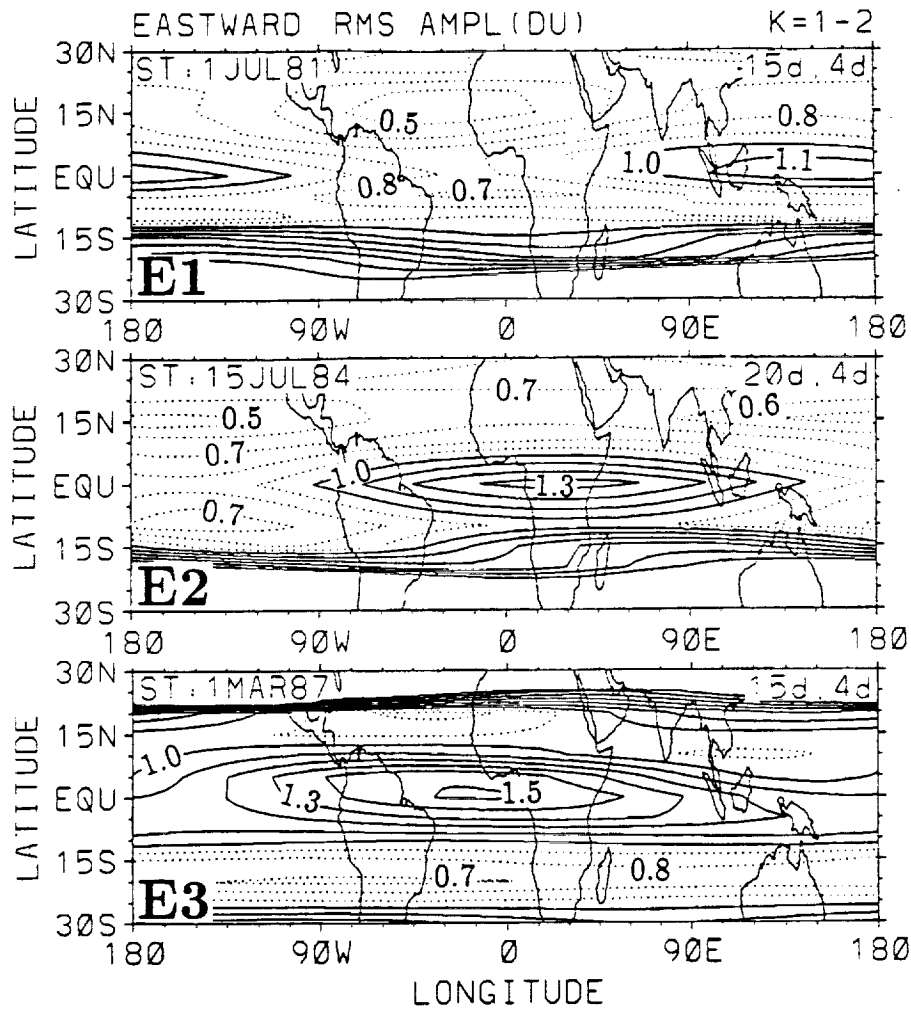 EASTWARD RMS AMPL(DU) K=1-2
30N
ST:1JUL81 15d,4d
15N 0.5 0.8
1.0 1.1
EQU 0.8 0.7
LATITUDE
15S
E1
30S
180 90W 0 90E 180
30N
ST:15JUL84 20d,4d
0.7 0.6
15N 0.5
0.7
1.0
EQU 1.3
LATITUDE
0.7
15S
E2
30S
180 90W 0 90E 180
30N
ST:1MAR87 15d,4d
15N
1.0
EQU 1.3 1.5
LATITUDE
15S
0.7 0.8
E3
30S
180 90W 0 90E 180
LONGITUDE